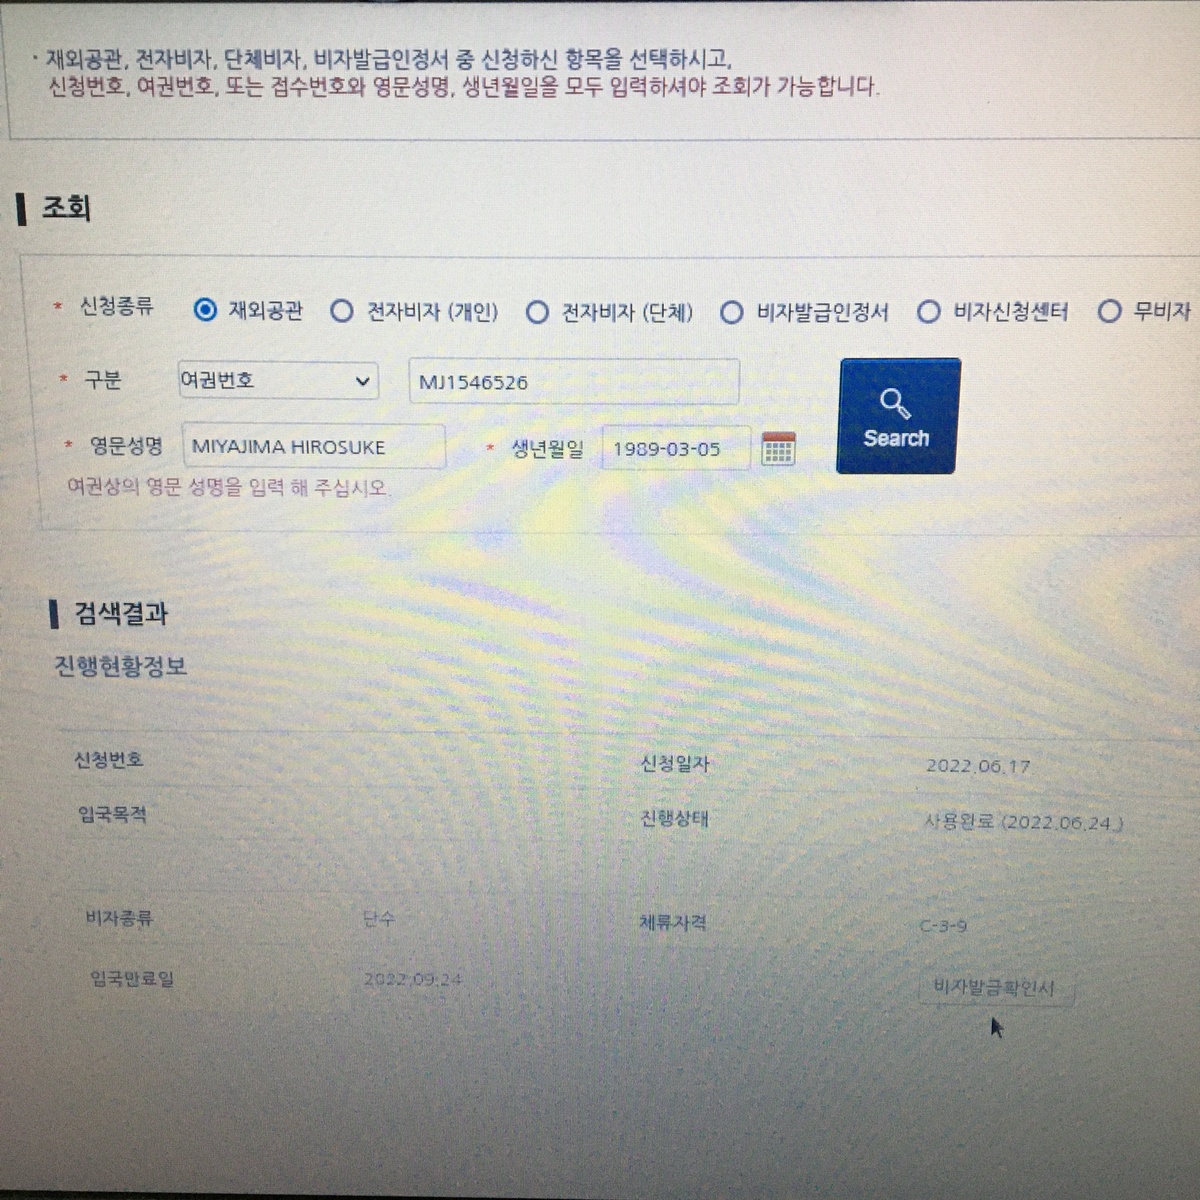 · 재외공관, 전자비자, 단체비자, 비자발급인정서 중 신청하신 항목을 선택하시고,
신청번호, 여권번호, 또는 접수번호와 영문성명, 생년월일을 모두 입력하셔야 조회가 가능합니다.
조회
* 신청종류 재외공관 전자비자 (개인) 전자비자 (단체) 비자발급인정서 비자신청센터 무비자
* 구분 여권번호 MJ1546526
Search
* 영문성명 MIYAJIMA HIROSUKE * 생년월일 1989-03-05
여권상의 영문 성명을 입력 해 주십시오.
검색결과
진행현황정보
신청번호 신청일자 2022.06.17
입국목적 진행상태 사용완료 (2022.06.24.)
비자종류 단수 체류자격 C-3-9
입국만료일 2022.09.24 비자발급확인서